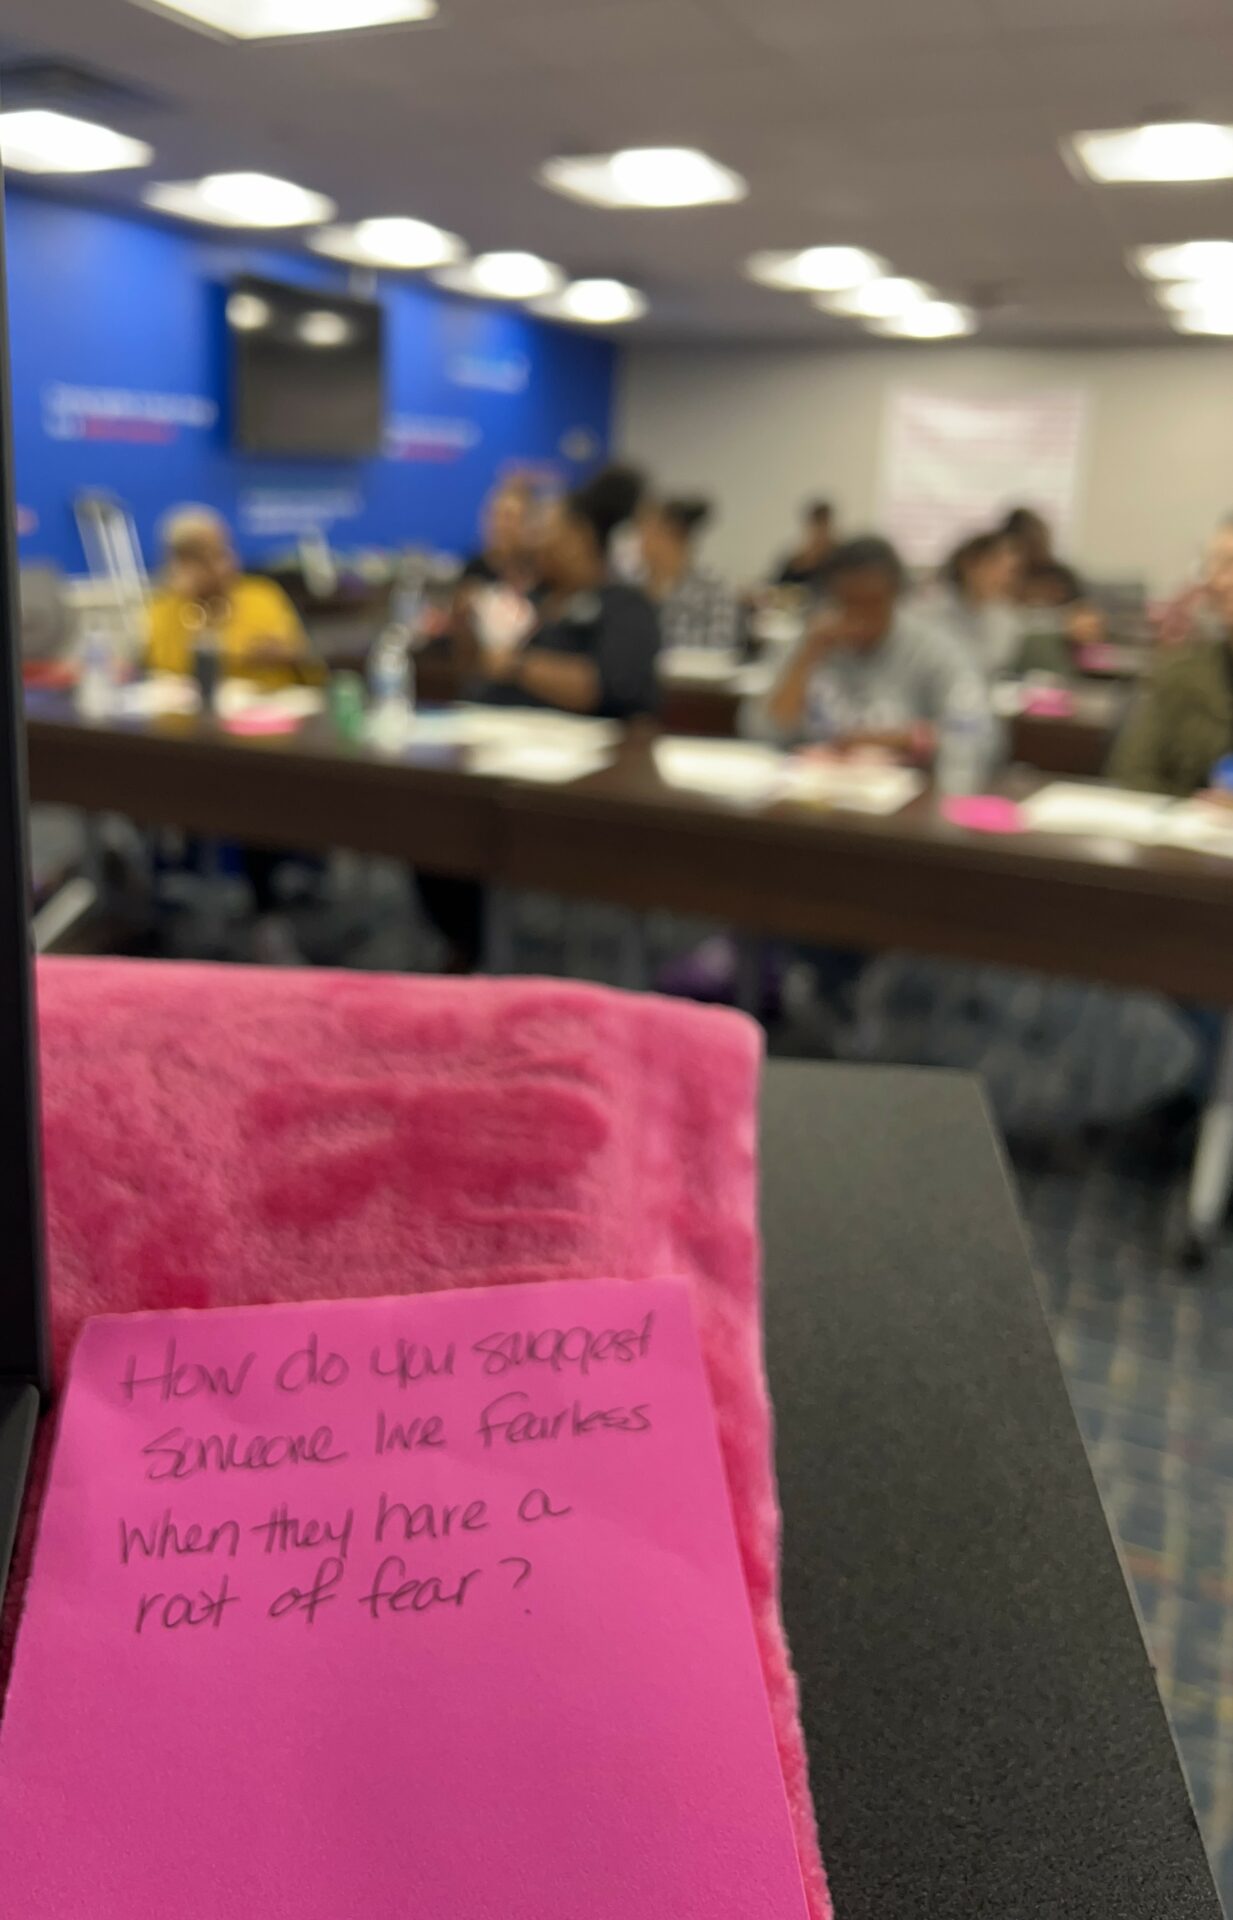 How do you suggest
Someone live fearless
When they have a
root of fear?